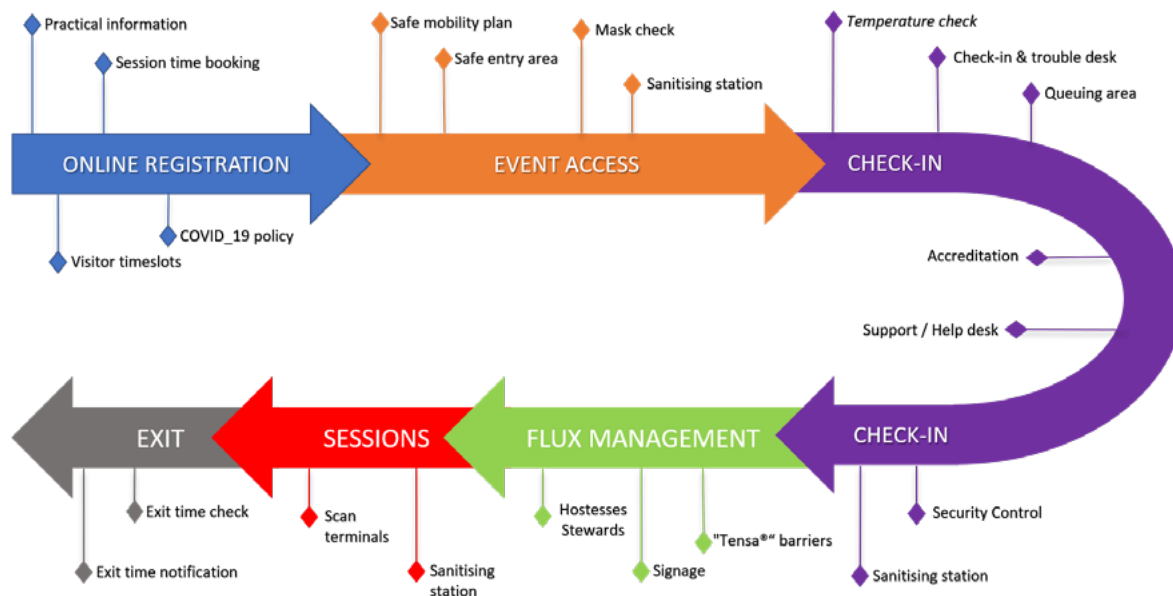 Practical information
Session time booking
Safe mobility plan
Safe entry area
Mask check
Sanitising station
Temperature check
Check-in & trouble desk
Queuing area
ONLINE REGISTRATION
EVENT ACCESS
CHECK-IN
COVID_19 policy
Visitor timeslots
Accreditation
Support / Help desk
EXIT
SESSIONS
FLUX MANAGEMENT
CHECK-IN
Exit time check
Exit time notification
Scan
terminals
Sanitising
station
Hostesses
Stewards
Signage
"Tensa®“ barriers
Security Control
Sanitising station